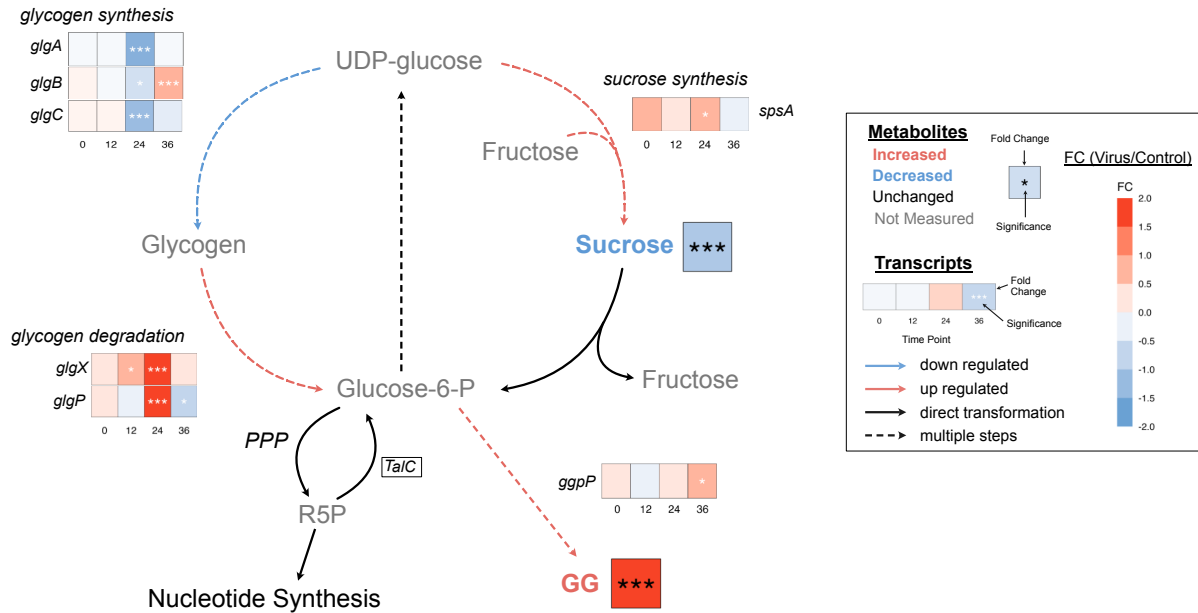 glycogen synthesis
glgA
***
glgB
*
***
glgC
***
0 12 24 36
UDP-glucose
sucrose synthesis
*
spsA
0 12 24 36
Fructose
Glycogen
Sucrose
***
glycogen degradation
glgX
*
***
glgP
***
*
0 12 24 36
Glucose-6-P
Fructose
PPP
TalC
R5P
ggpP
*
0 12 24 36
Nucleotide Synthesis
GG
***
Metabolites
Increased
Decreased
Unchanged
Not Measured
Fold Change
*
Significance
Transcripts
***
Fold
Change
Significance
0 12 24 36
Time Point
down regulated
up regulated
direct transformation
multiple steps
FC (Virus/Control)
FC
2.0
1.5
1.0
0.5
0.0
-0.5
-1.0
-1.5
-2.0